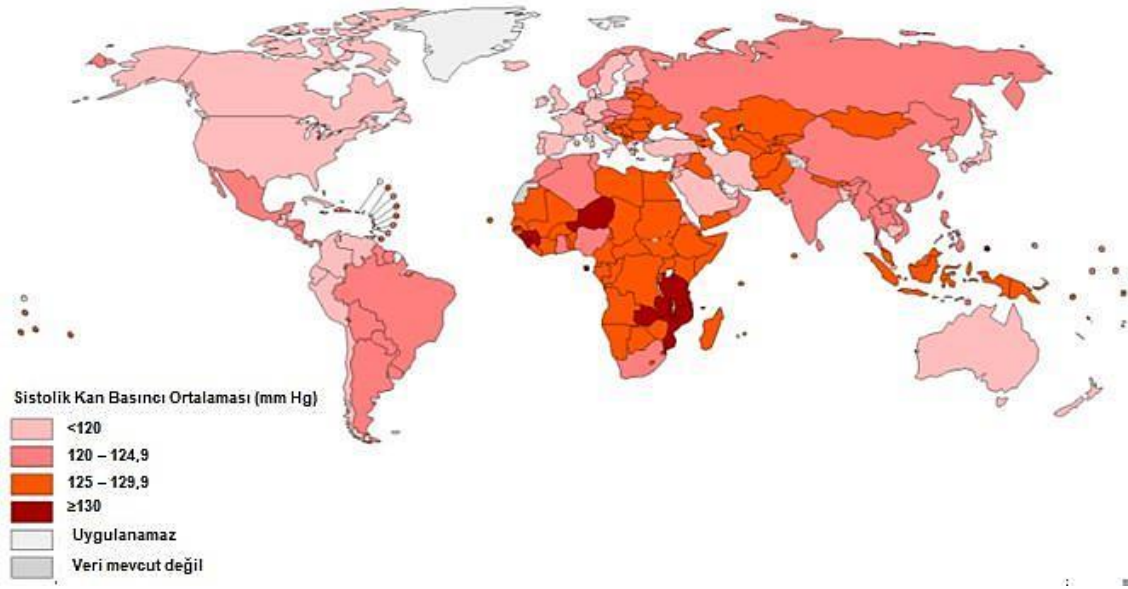 Sistolik Kan Basıncı Ortalaması (mm Hg)
<120
120 – 124,9
125 – 129,9
≥130
Uygulanamaz
Veri mevcut değil